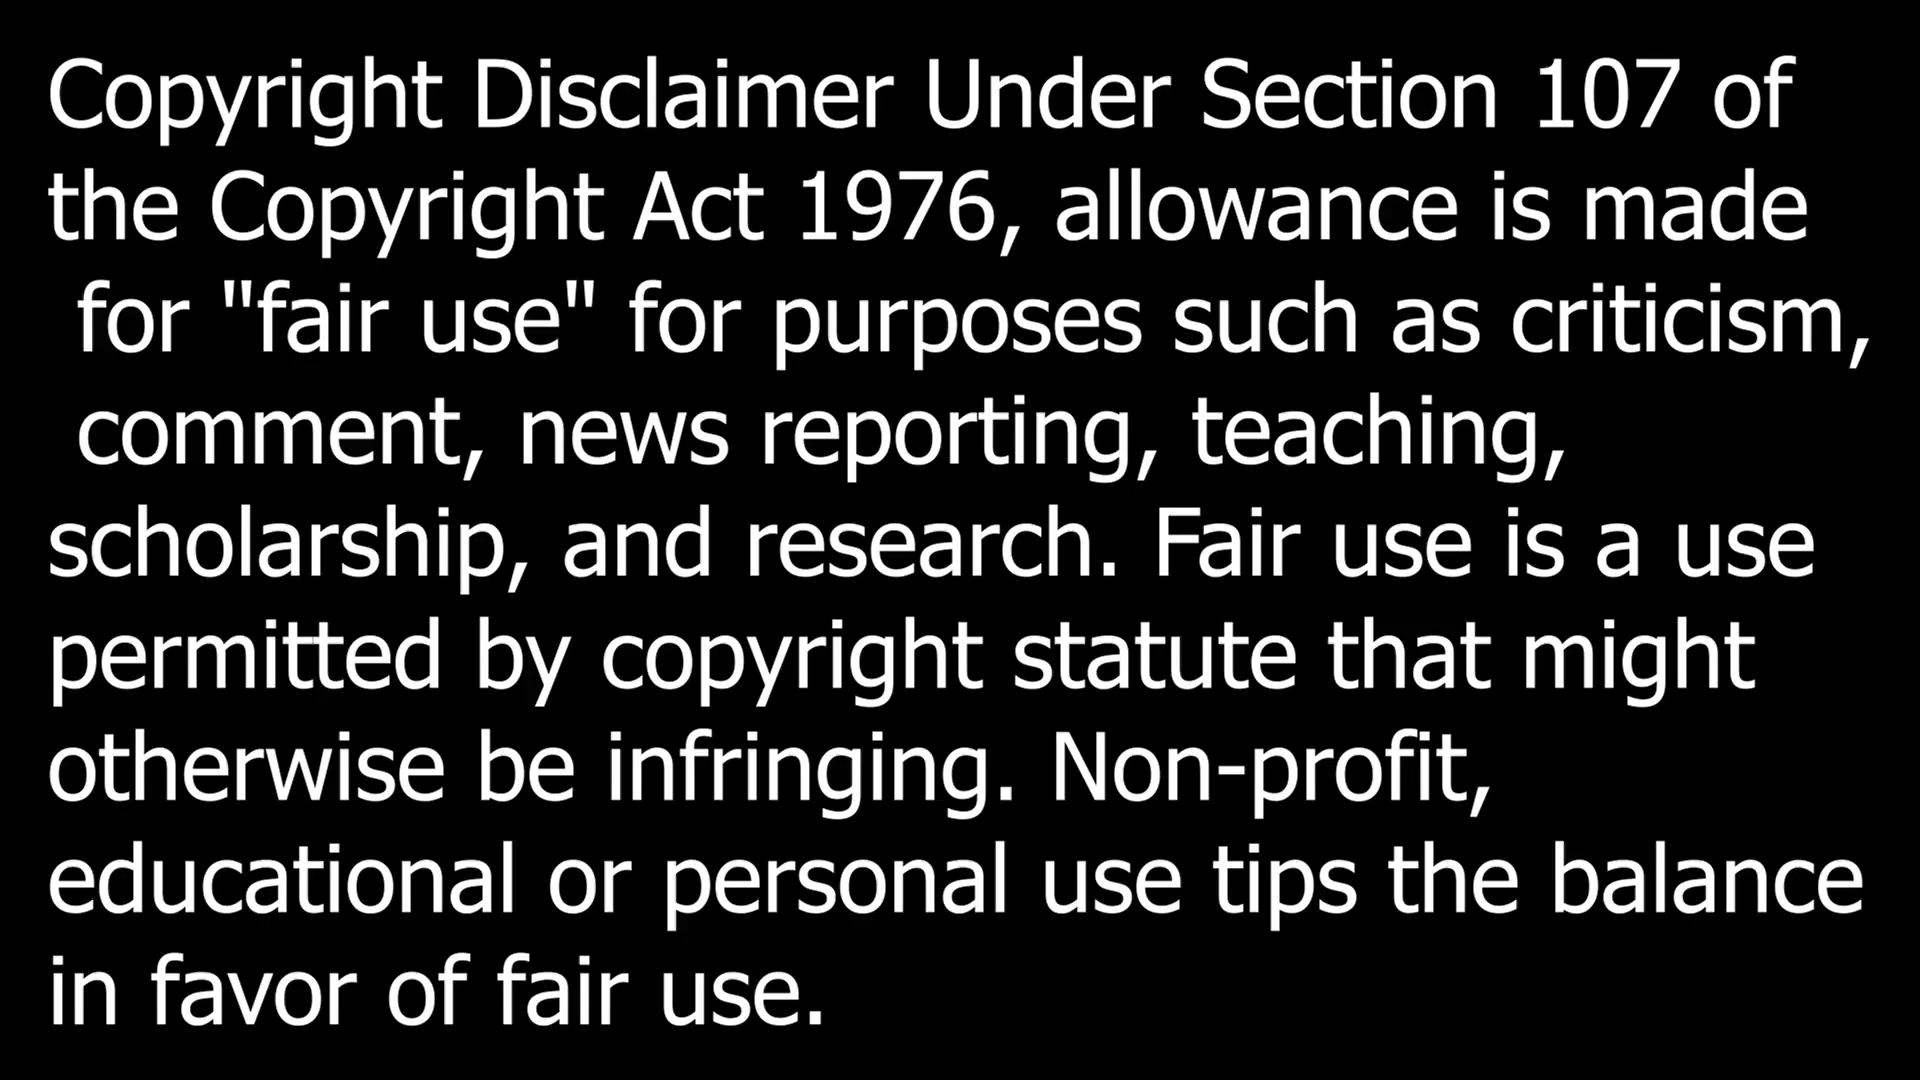 Copyright Disclaimer Under Section 107 of
the Copyright Act 1976, allowance is made
for "fair use" for purposes such as criticism,
comment, news reporting, teaching,
scholarship, and research. Fair use is a use
permitted by copyright statute that might
otherwise be infringing. Non-profit,
educational or personal use tips the balance
in favor of fair use.